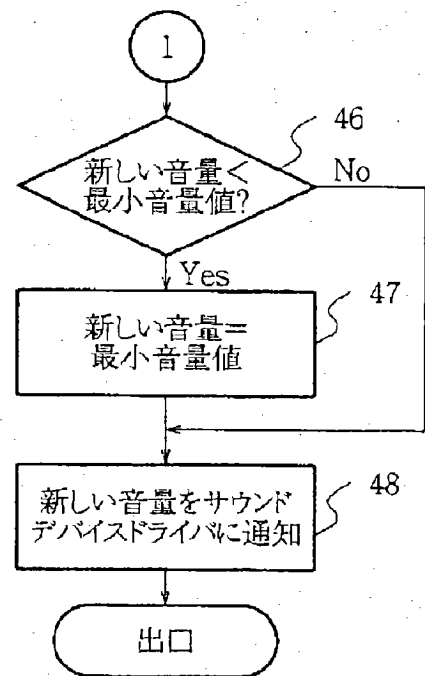 1
46
新しい音量<
最小音量値?
No
Yes
47
新しい音量=
最小音量値
新しい音量をサウンド
デバイスドライバに通知
48
出口